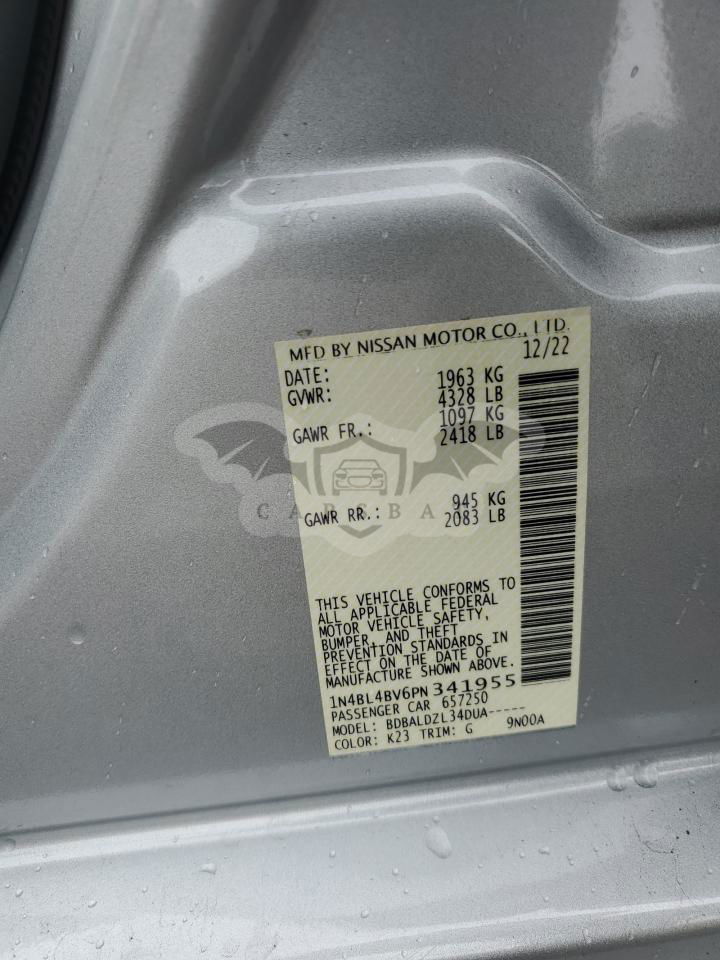 MFD BY NISSAN MOTOR CO., LTD.
DATE: 12/22
GVWR: 1963 KG
4328 LB
GAWR FR.: 1097 KG
2418 LB
GAWR RR.: 945 KG
2083 LB
CARSBA
THIS VEHICLE CONFORMS TO
ALL APPLICABLE FEDERAL
MOTOR VEHICLE SAFETY,
BUMPER, AND THEFT
PREVENTION STANDARDS IN
EFFECT ON THE DATE OF
MANUFACTURE SHOWN ABOVE.
1N4BL4BV6PN341955
PASSENGER CAR 657250
MODEL: BDBALDZL34DUA-----
COLOR: K23 TRIM: G 9N00A